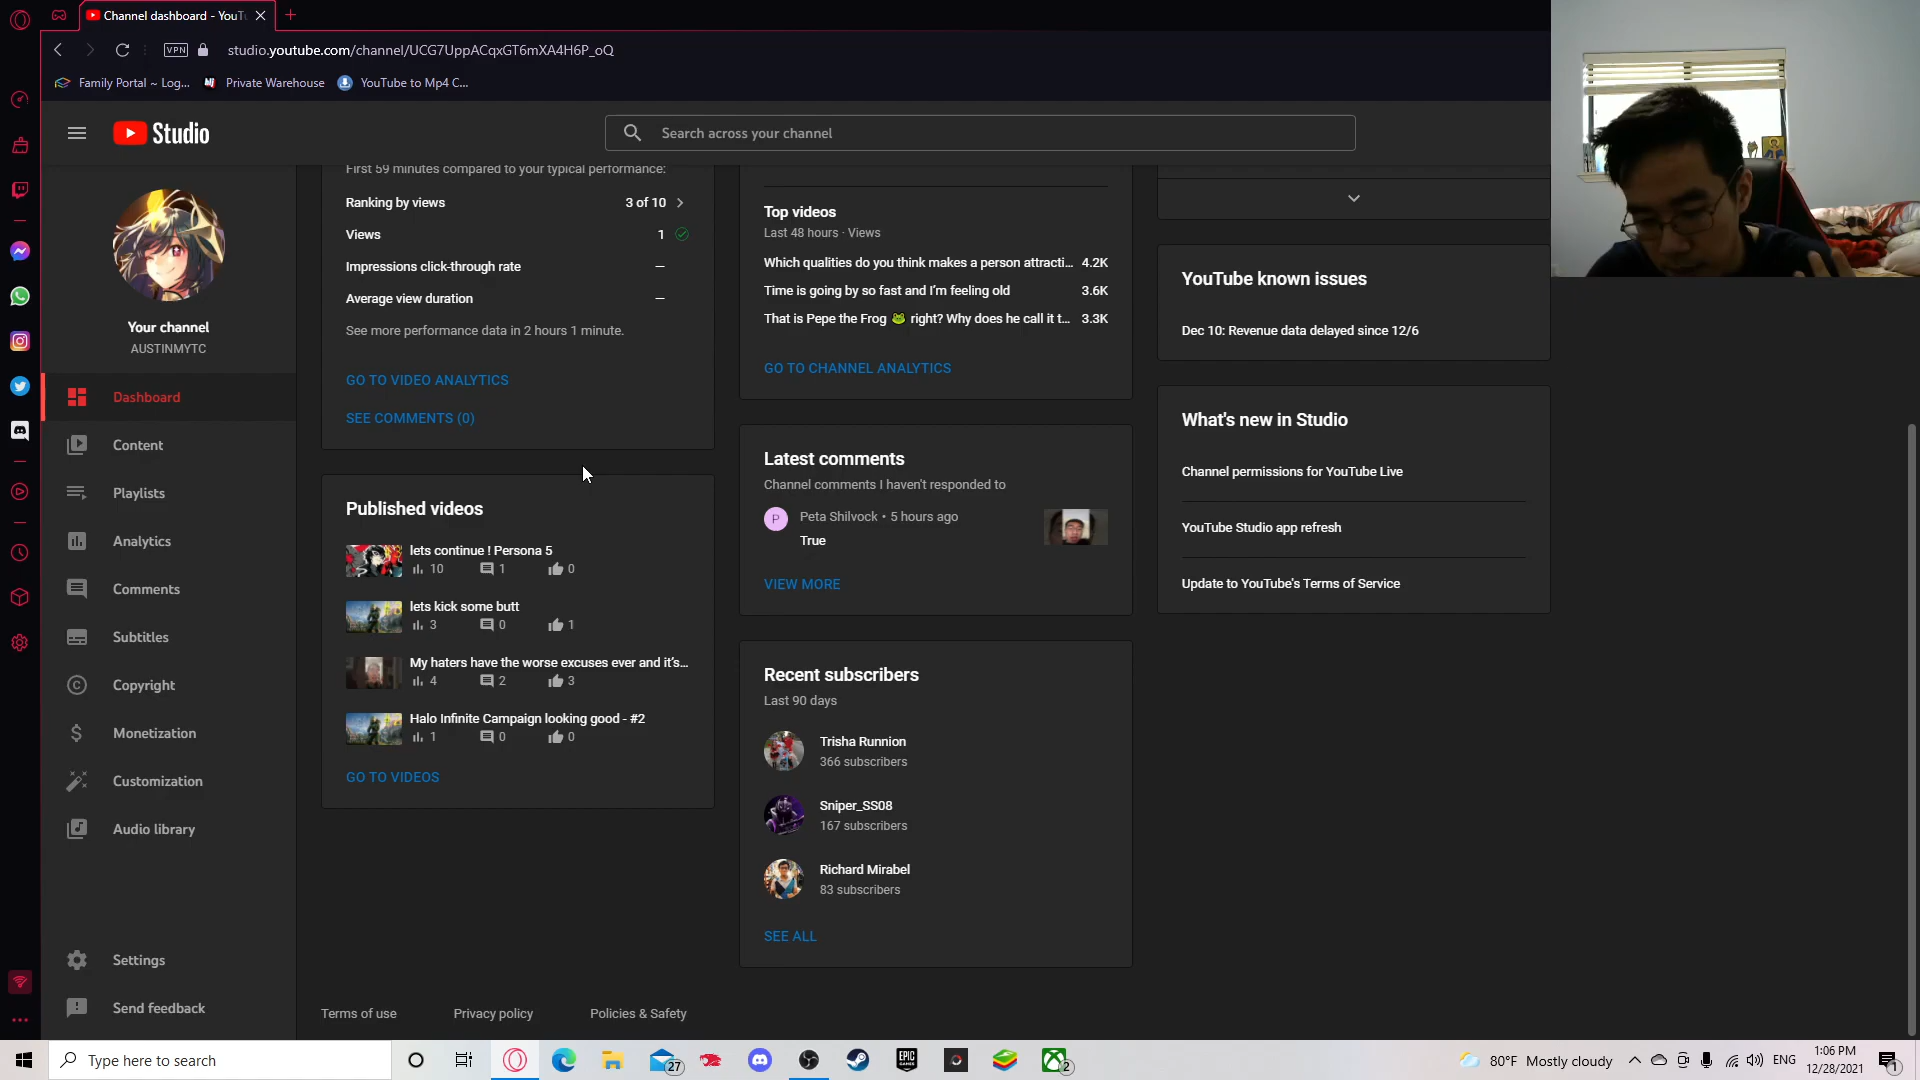 Channel dashboard - YouT
studio.youtube.com/channel/UCG7UppACqxGT6mXA4H6P_oQ
VPN
Family Portal ~ Log...
Private Warehouse
YouTube to Mp4 C...
Studio
Search across your channel
Your channel
AUSTINMYTC
Dashboard
Content
Playlists
Analytics
Comments
Subtitles
Copyright
Monetization
Customization
Audio library
Settings
Send feedback
First 59 minutes compared to your typical performance:
Ranking by views 3 of 10
Views 1
Impressions click-through rate —
Average view duration —
See more performance data in 2 hours 1 minute.
GO TO VIDEO ANALYTICS
SEE COMMENTS (0)
Published videos
lets continue ! Persona 5
10 1 0
lets kick some butt
3 0 1
My haters have the worse excuses ever and it's...
4 2 3
Halo Infinite Campaign looking good - #2
1 0 0
GO TO VIDEOS
Top videos
Last 48 hours · Views
Which qualities do you think makes a person attracti... 4.2K
Time is going by so fast and I'm feeling old 3.6K
That is Pepe the Frog 🐸 right? Why does he call it t... 3.3K
GO TO CHANNEL ANALYTICS
Latest comments
Channel comments I haven't responded to
P
Peta Shilvock • 5 hours ago
True
VIEW MORE
Recent subscribers
Last 90 days
Trisha Runnion
366 subscribers
Sniper_SS08
167 subscribers
Richard Mirabel
83 subscribers
SEE ALL
YouTube known issues
Dec 10: Revenue data delayed since 12/6
What's new in Studio
Channel permissions for YouTube Live
YouTube Studio app refresh
Update to YouTube's Terms of Service
Terms of use
Privacy policy
Policies & Safety
Type here to search
27
EPIC GAMES
2
80°F Mostly cloudy
ENG
1:06 PM
12/28/2021
1